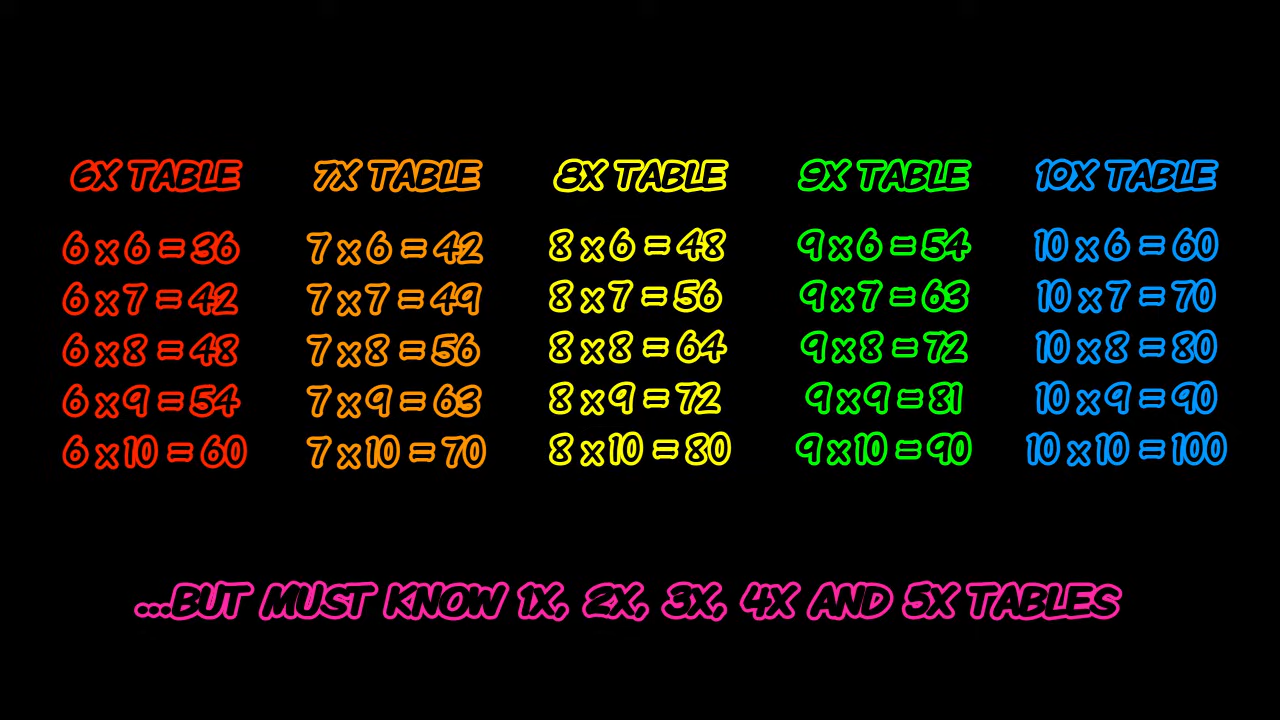 6X TABLE
6 x 6 = 36
6 x 7 = 42
6 x 8 = 48
6 x 9 = 54
6 x 10 = 60
7X TABLE
7 x 6 = 42
7 x 7 = 49
7 x 8 = 56
7 x 9 = 63
7 x 10 = 70
8X TABLE
8 x 6 = 48
8 x 7 = 56
8 x 8 = 64
8 x 9 = 72
8 x 10 = 80
9X TABLE
9 x 6 = 54
9 x 7 = 63
9 x 8 = 72
9 x 9 = 81
9 x 10 = 90
10X TABLE
10 x 6 = 60
10 x 7 = 70
10 x 8 = 80
10 x 9 = 90
10 x 10 = 100
...BUT MUST KNOW 1X, 2X, 3X, 4X AND 5X TABLES